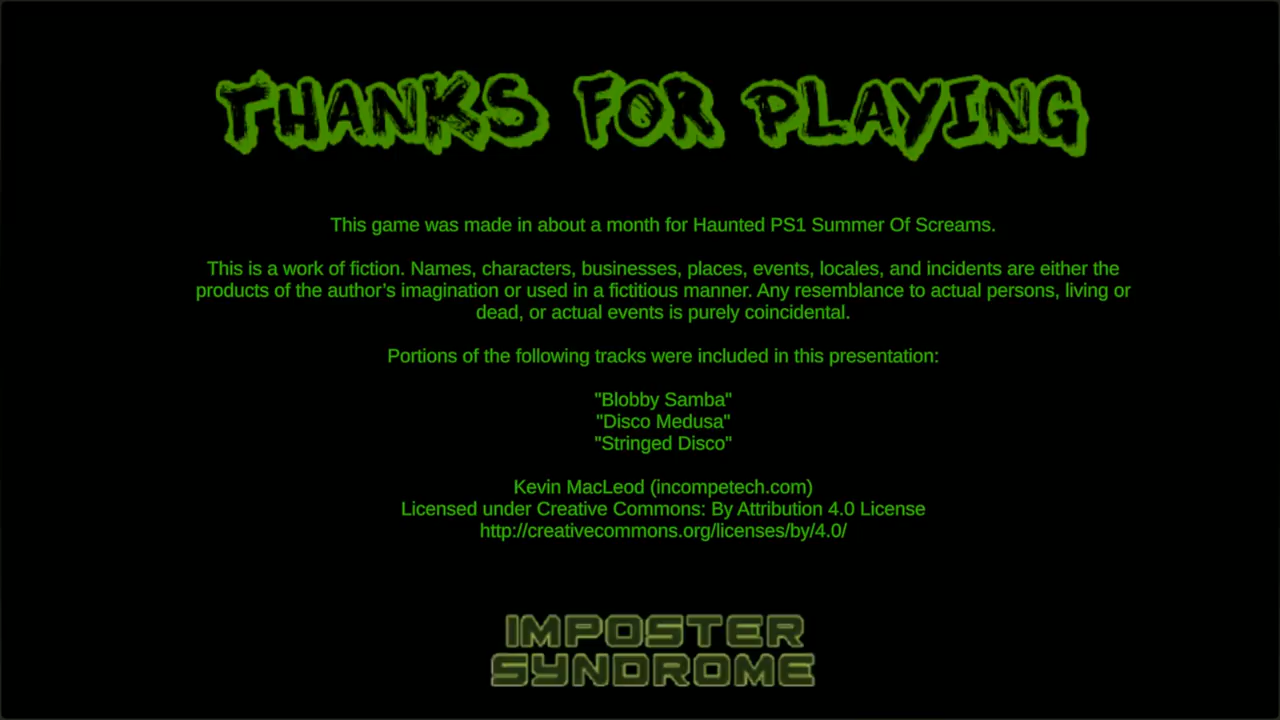 THANKS FOR PLAYING
This game was made in about a month for Haunted PS1 Summer Of Screams.
This is a work of fiction. Names, characters, businesses, places, events, locales, and incidents are either the
products of the author’s imagination or used in a fictitious manner. Any resemblance to actual persons, living or
dead, or actual events is purely coincidental.
Portions of the following tracks were included in this presentation:
"Blobby Samba"
"Disco Medusa"
"Stringed Disco"
Kevin MacLeod (incompetech.com)
Licensed under Creative Commons: By Attribution 4.0 License
http://creativecommons.org/licenses/by/4.0/
IMPOSTER
SYNDROME